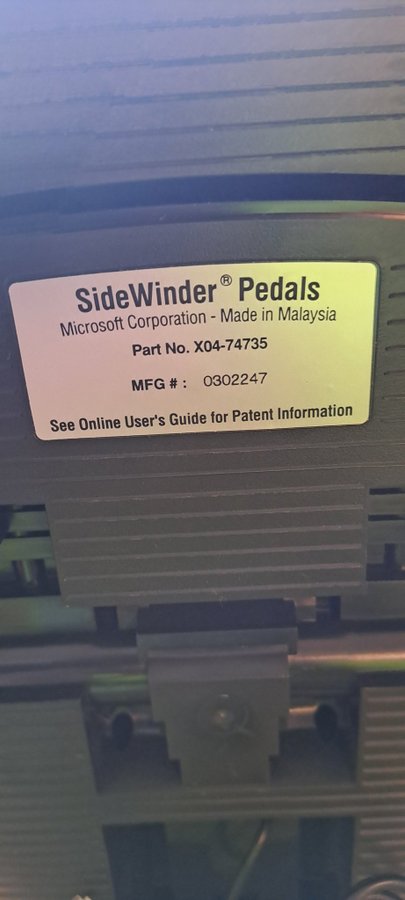 SideWinder® Pedals
Microsoft Corporation - Made in Malaysia
Part No. X04-74735
MFG # : 0302247
See Online User's Guide for Patent Information